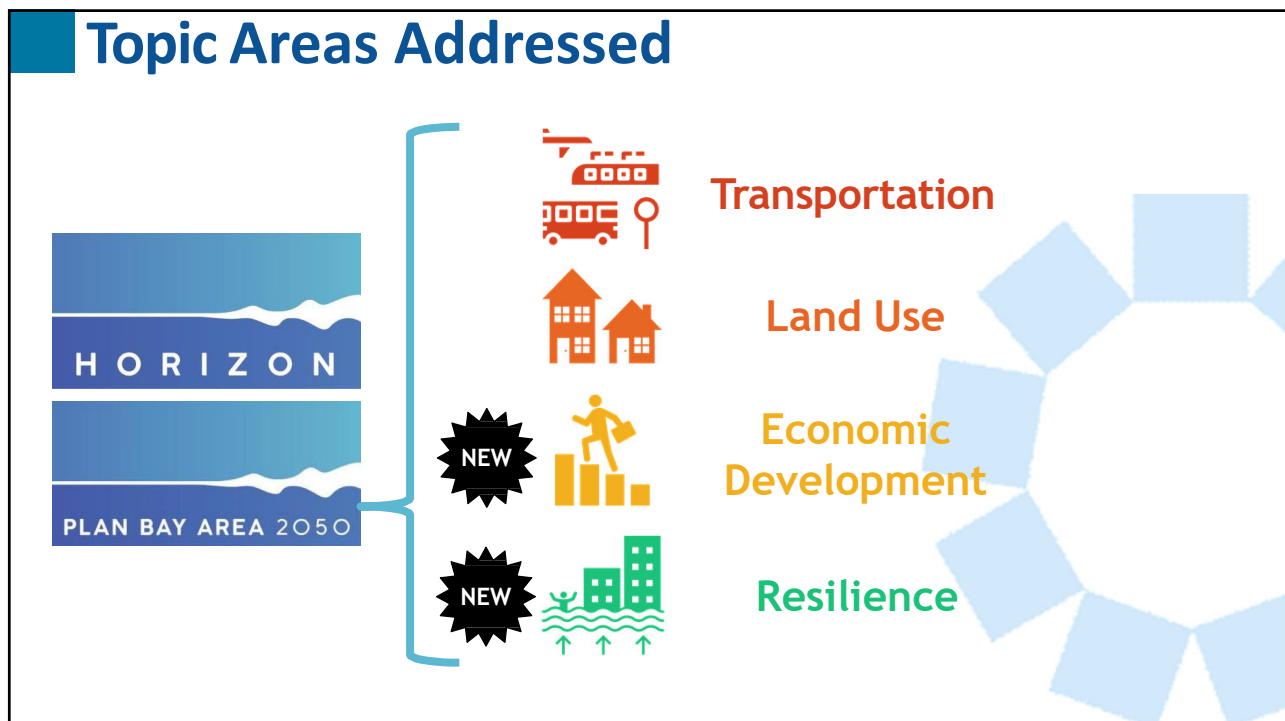 Topic Areas Addressed
HORIZON
PLAN BAY AREA 2050
Transportation
Land Use
NEW
Economic
Development
NEW
Resilience